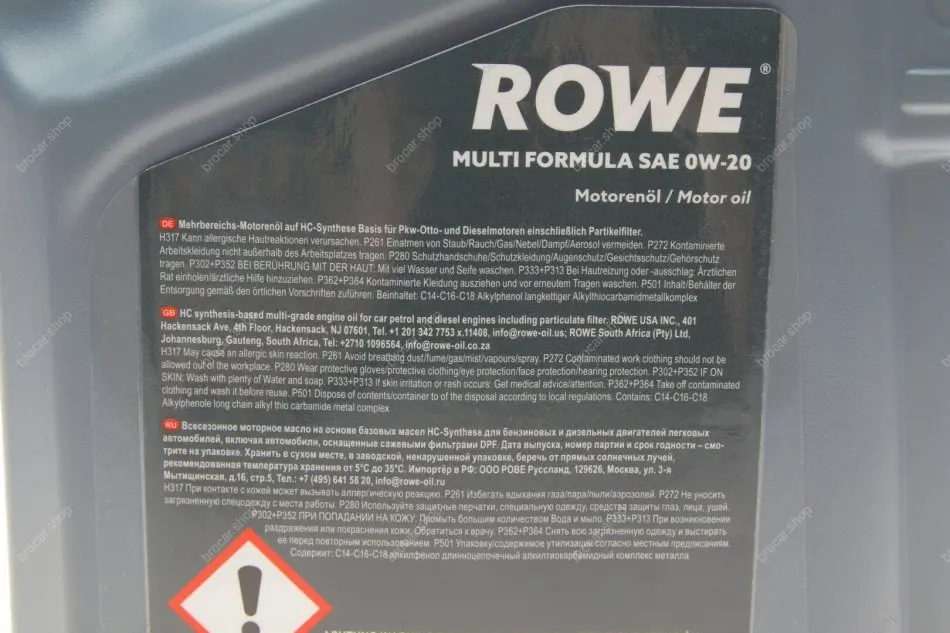 ROWE®
MULTI FORMULA SAE 0W-20
Motorenöl / Motor oil
DE Mehrbereichs-Motorenöl auf HC-Synthese Basis für Pkw-Otto- und Dieselmotoren einschließlich Partikelfilter.
H317 Kann allergische Hautreaktionen verursachen. P261 Einatmen von Staub/Rauch/Gas/Nebel/Dampf/Aerosol vermeiden. P272 Kontaminierte
Arbeitskleidung nicht außerhalb des Arbeitsplatzes tragen. P280 Schutzhandschuhe/Schutzkleidung/Augenschutz/Gesichtsschutz/Gehörschutz
tragen. P302+P352 BEI BERÜHRUNG MIT DER HAUT: Mit viel Wasser und Seife waschen. P333+P313 Bei Hautreizung oder -ausschlag: Ärztlichen
Rat einholen/ärztliche Hilfe hinzuziehen. P362+P364 Kontaminierte Kleidung ausziehen und vor erneutem Tragen waschen. P501 Inhalt/Behälter der
Entsorgung gemäß den örtlichen Vorschriften zuführen. Beinhaltet: C14-C16-C18 Alkylphenol langkettiger Alkylthiocarbamidmetallkomplex
GB HC synthesis-based multi-grade engine oil for car petrol and diesel engines including particulate filter. ROWE USA INC., 401
Hackensack Ave, 4th Floor, Hackensack, NJ 07601, Tel. +1 201 342 7753 x.11408, info@rowe-oil.us; ROWE South Africa (Pty) Ltd,
Johannesburg, Gauteng, South Africa, Tel: +2710 1096564, info@rowe-oil.co.za
H317 May cause an allergic skin reaction. P261 Avoid breathing dust/fume/gas/mist/vapours/spray. P272 Contaminated work clothing should not be
allowed out of the workplace. P280 Wear protective gloves/protective clothing/eye protection/face protection/hearing protection. P302+P352 IF ON
SKIN: Wash with plenty of Water and soap. P333+P313 If skin irritation or rash occurs: Get medical advice/attention. P362+P364 Take off contaminated
clothing and wash it before reuse. P501 Dispose of contents/container to of the disposal according to local regulations. Contains: C14-C16-C18
Alkylphenole long chain alkyl thio carbamide metal complex
RU Всесезонное моторное масло на основе базовых масел HC-Synthese для бензиновых и дизельных двигателей легковых
автомобилей, включая автомобили, оснащенные сажевыми фильтрами DPF. Дата выпуска, номер партии и срок годности – смо-
трите на упаковке. Хранить в сухом месте, в заводской, ненарушенной упаковке, беречь от прямых солнечных лучей,
рекомендованная температура хранения от 5°C до 35°C. Импортёр в РФ: ООО РОВЕ Руссланд, 129626, Москва, ул. 3-я
Мытищинская, д.16, стр.5, Тел.: +7 (495) 641 58 20, info@rowe-oil.ru
H317 При контакте с кожей может вызывать аллергическую реакцию. P261 Избегать вдыхания газа/пара/пыли/аэрозолей. P272 Не уносить
загрязненную спецодежду с места работы. P280 Используйте защитные перчатки, специальную одежду, средства защиты глаз, лица, ушей.
P302+P352 ПРИ ПОПАДАНИИ НА КОЖУ: Промыть большим количеством Вода и мыло. P333+P313 При возникновении
раздражения или покраснения кожи: Обратиться к врачу. P362+P364 Снять всю загрязненную одежду и выстирать
ее перед повторным использованием. P501 Упаковку/содержимое утилизации согласно местным предписаниям.
Содержит: C14-C16-C18 алкилфенол длинноцепочечный алкилтиокарбамидный комплекс металла
brocar.shop